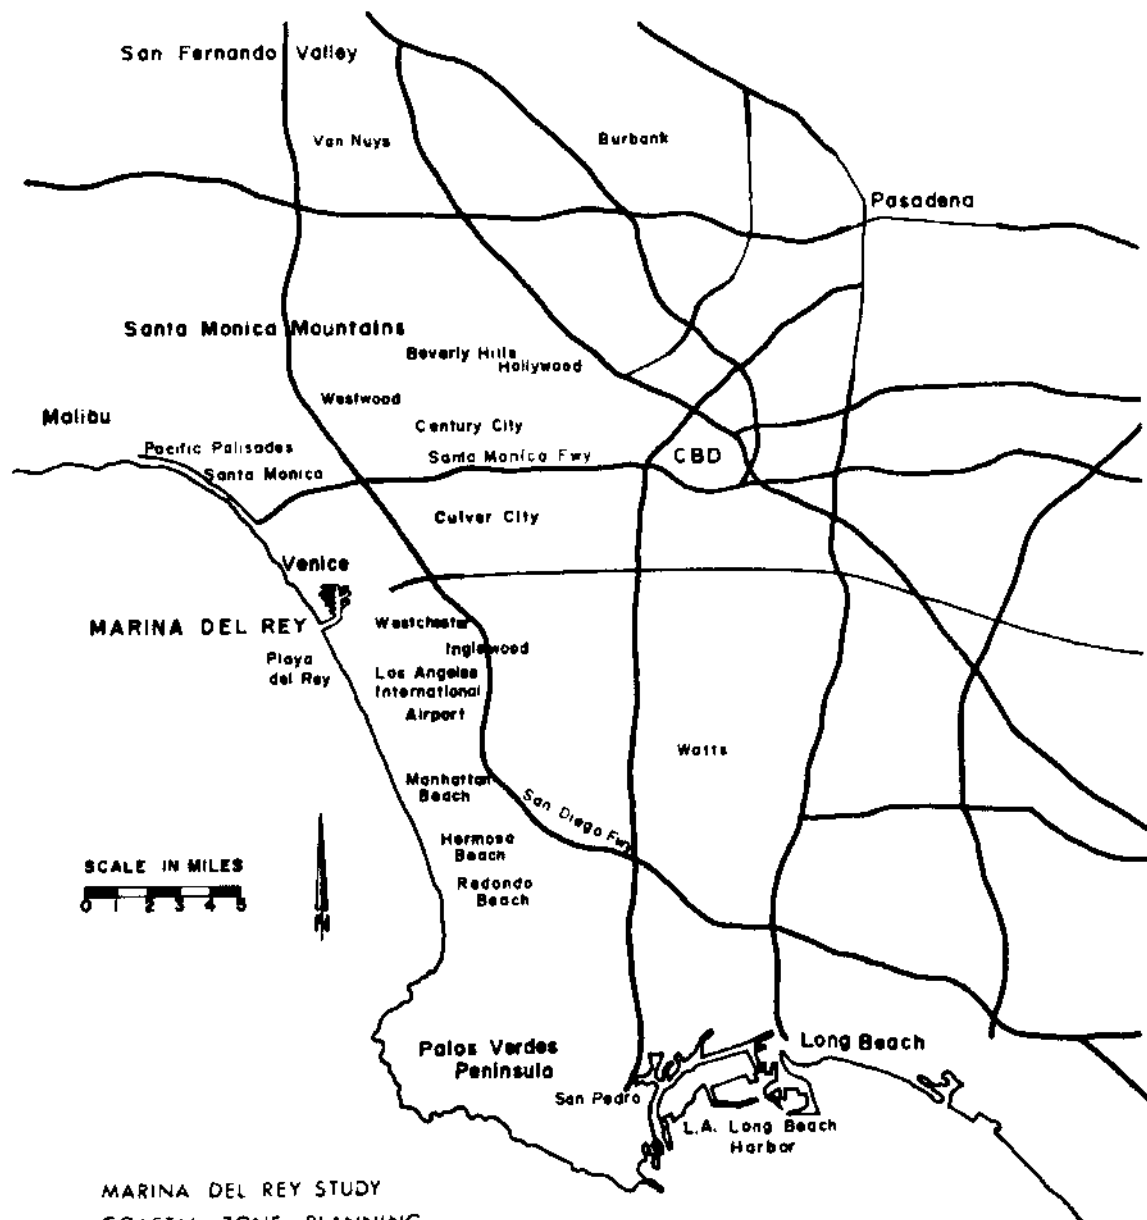 San Fernando Valley
Van Nuys
Burbank
Pasadena
Santa Monica Mountains
Beverly Hills
Hollywood
Westwood
Malibu
Century City
Pacific Palisades
Santa Monica Fwy
CBD
Santa Monica
Culver City
Venice
MARINA DEL REY
Westchester
Inglewood
Playa
del Rey
Los Angeles
International
Airport
Watts
Manhattan
Beach
San Diego Fwy
Hermosa
Beach
SCALE IN MILES
Redondo
Beach
0 1 2 3 4 5
N
Palos Verdes
Peninsula
Long Beach
San Pedro
L.A. Long Beach
Harbor
MARINA DEL REY STUDY
COASTAL ZONE PLANNING